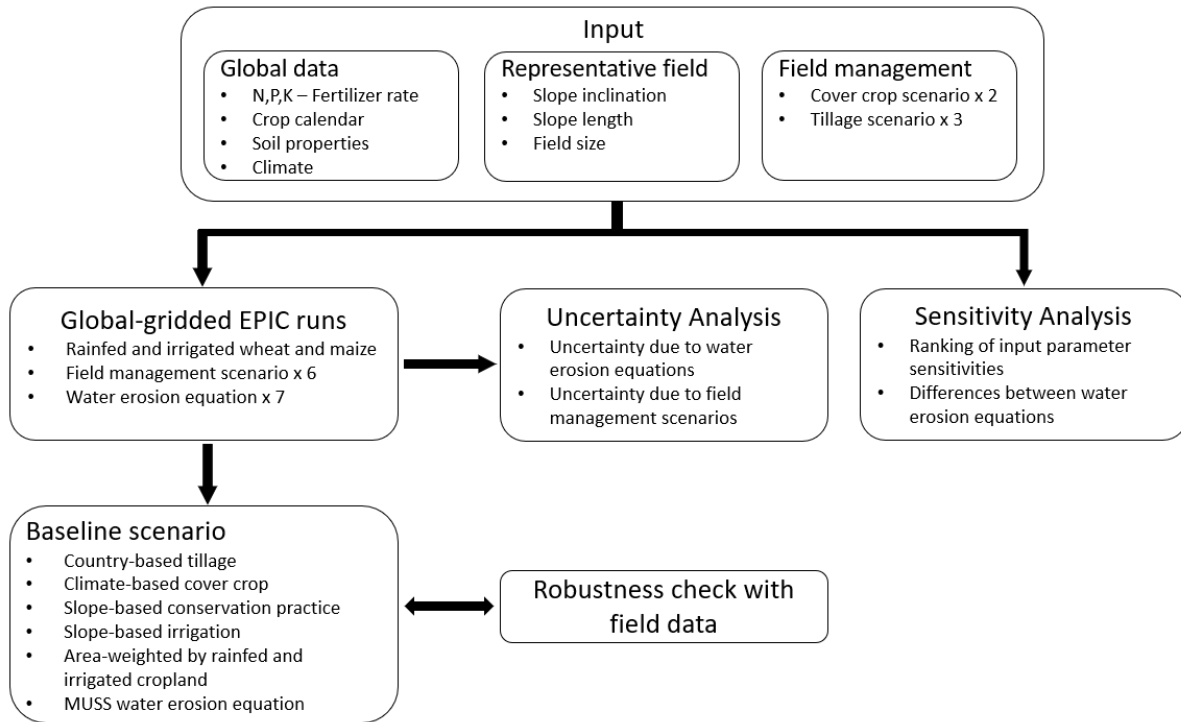 Input
Global data
• N,P,K – Fertilizer rate
• Crop calendar
• Soil properties
• Climate
Representative field
• Slope inclination
• Slope length
• Field size
Field management
• Cover crop scenario x 2
• Tillage scenario x 3
Global-gridded EPIC runs
• Rainfed and irrigated wheat and maize
• Field management scenario x 6
• Water erosion equation x 7
Uncertainty Analysis
• Uncertainty due to water
erosion equations
• Uncertainty due to field
management scenarios
Sensitivity Analysis
• Ranking of input parameter
sensitivities
• Differences between water
erosion equations
Baseline scenario
• Country-based tillage
• Climate-based cover crop
• Slope-based conservation practice
• Slope-based irrigation
• Area-weighted by rainfed and
irrigated cropland
• MUSS water erosion equation
Robustness check with
field data